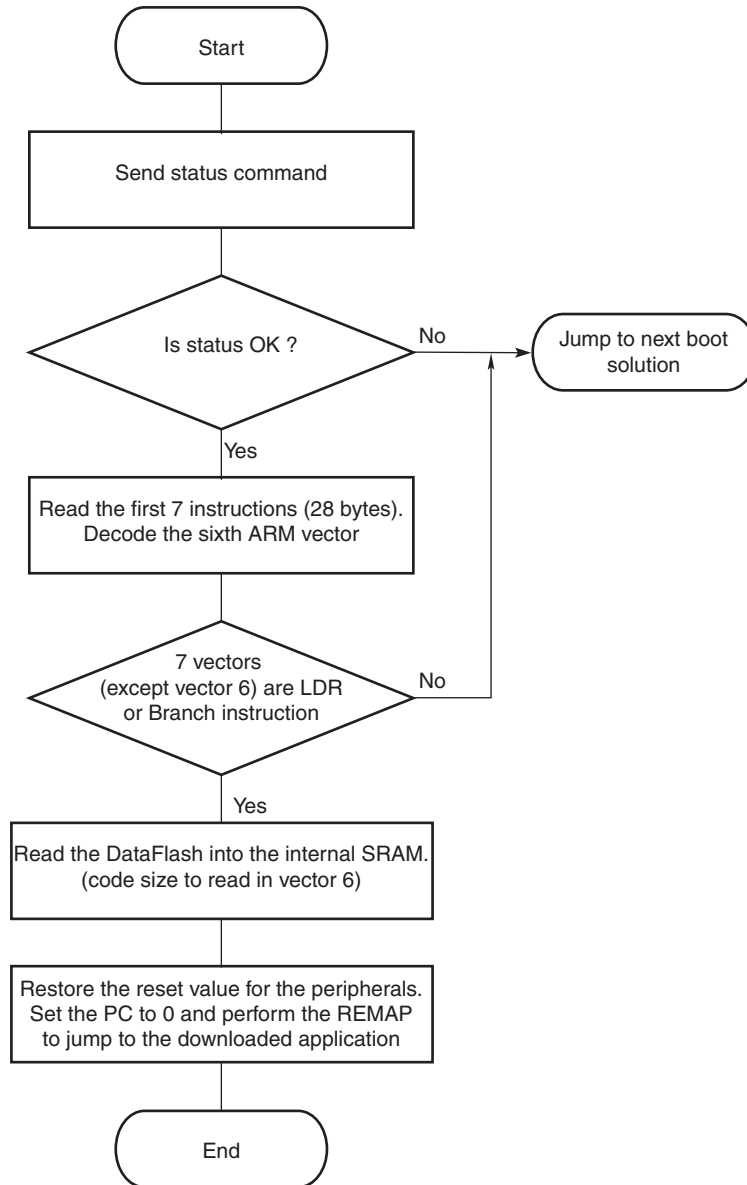 Start
Send status command
Is status OK ?
No
Jump to next boot
solution
Yes
Read the first 7 instructions (28 bytes).
Decode the sixth ARM vector
7 vectors
(except vector 6) are LDR
or Branch instruction
No
Yes
Read the DataFlash into the internal SRAM.
(code size to read in vector 6)
Restore the reset value for the peripherals.
Set the PC to 0 and perform the REMAP
to jump to the downloaded application
End